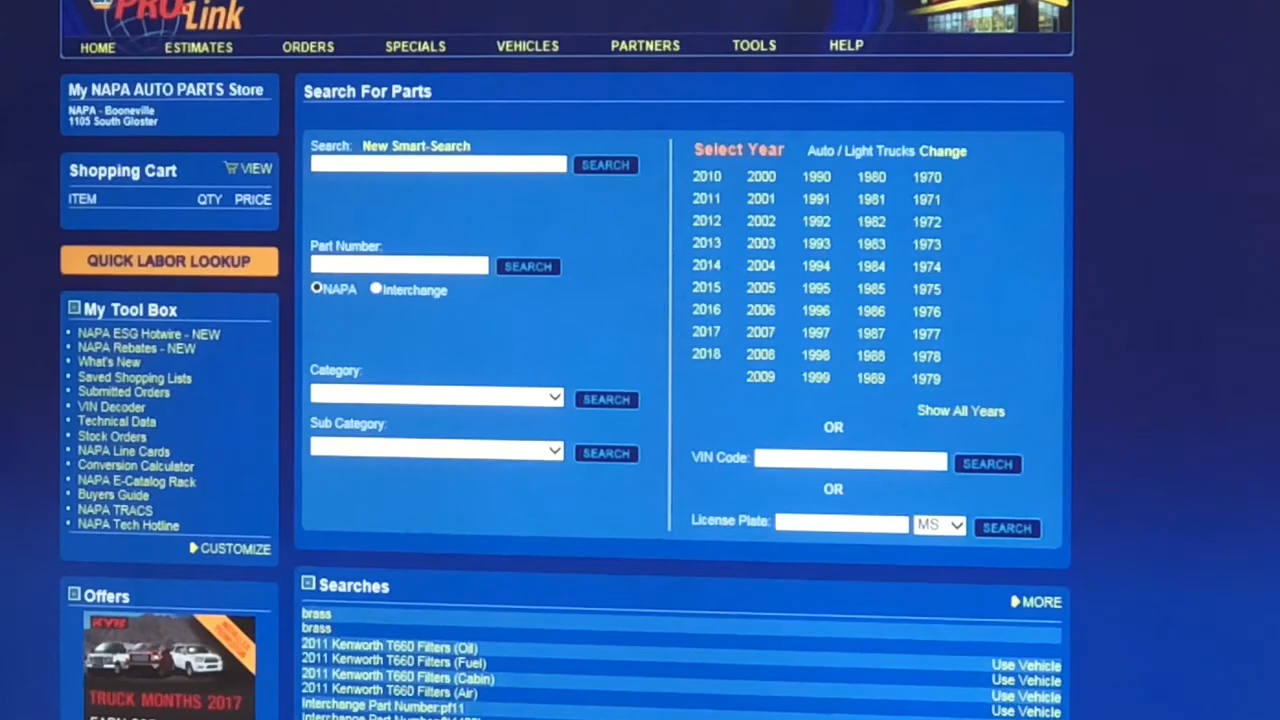 PRO Link
HOME ESTIMATES ORDERS SPECIALS VEHICLES PARTNERS TOOLS HELP
My NAPA AUTO PARTS Store
NAPA - Booneville
1105 South Gloster
Shopping Cart VIEW
ITEM QTY PRICE
QUICK LABOR LOOKUP
My Tool Box
NAPA ESG Hotwire - NEW
NAPA Rebates - NEW
What's New
Saved Shopping Lists
Submitted Orders
VIN Decoder
Technical Data
Stock Orders
NAPA Line Cards
Conversion Calculator
NAPA E-Catalog Rack
Buyers Guide
NAPA TRACS
NAPA Tech Hotline
CUSTOMIZE
Offers
KYB
TRUCK MONTHS 2017
Search For Parts
Search: New Smart-Search
SEARCH
Part Number:
SEARCH
NAPA Interchange
Category:
SEARCH
Sub Category:
SEARCH
Select Year Auto / Light Trucks Change
2010 2000 1990 1980 1970
2011 2001 1991 1981 1971
2012 2002 1992 1982 1972
2013 2003 1993 1983 1973
2014 2004 1994 1984 1974
2015 2005 1995 1985 1975
2016 2006 1996 1986 1976
2017 2007 1997 1987 1977
2018 2008 1998 1988 1978
2009 1999 1989 1979
Show All Years
OR
VIN Code: SEARCH
OR
License Plate: MS SEARCH
Searches
MORE
brass
brass
2011 Kenworth T660 Filters (Oil)
2011 Kenworth T660 Filters (Fuel) Use Vehicle
2011 Kenworth T660 Filters (Cabin) Use Vehicle
2011 Kenworth T660 Filters (Air) Use Vehicle
Interchange Part Number:pf11 Use Vehicle